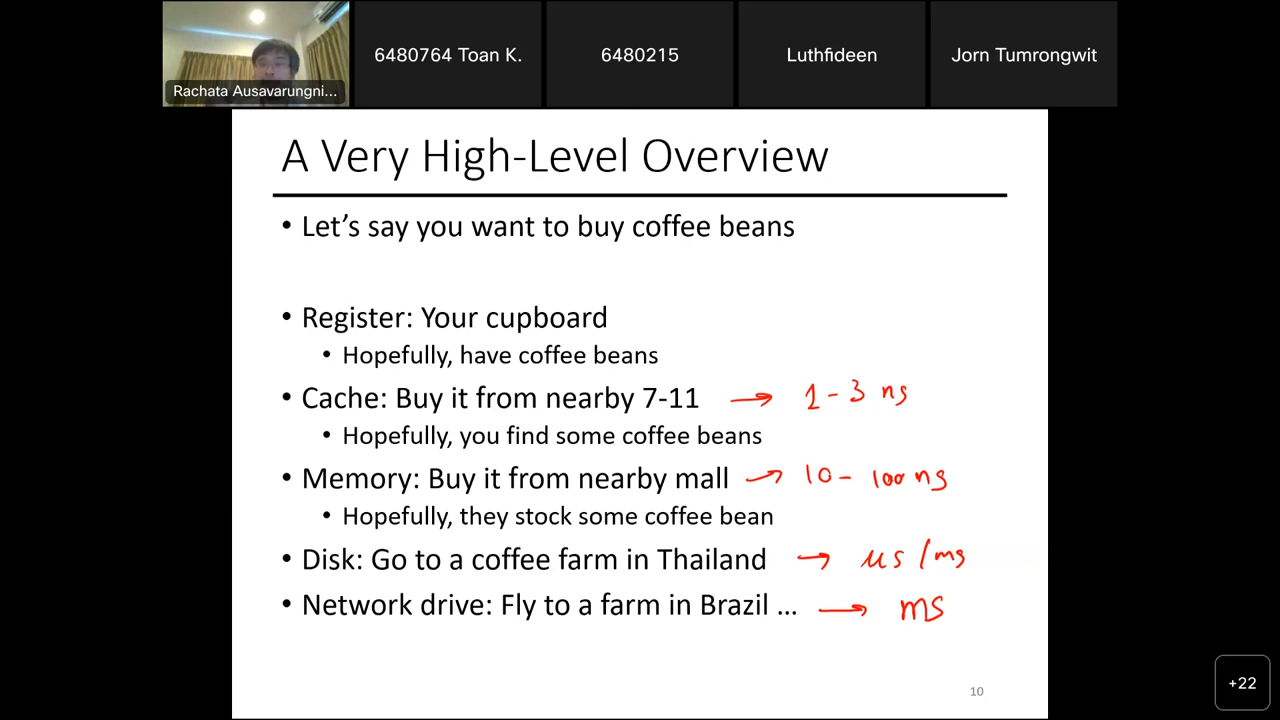 6480764 Toan K.
6480215
Luthfideen
Jorn Tumrongwit
Rachata Ausavarungni...
A Very High-Level Overview
• Let's say you want to buy coffee beans
• Register: Your cupboard
• Hopefully, have coffee beans
• Cache: Buy it from nearby 7-11 → 1 - 3 ns
• Hopefully, you find some coffee beans
• Memory: Buy it from nearby mall → 10 - 100 ns
• Hopefully, they stock some coffee bean
• Disk: Go to a coffee farm in Thailand → us / ms
• Network drive: Fly to a farm in Brazil ... → ms
10
+22